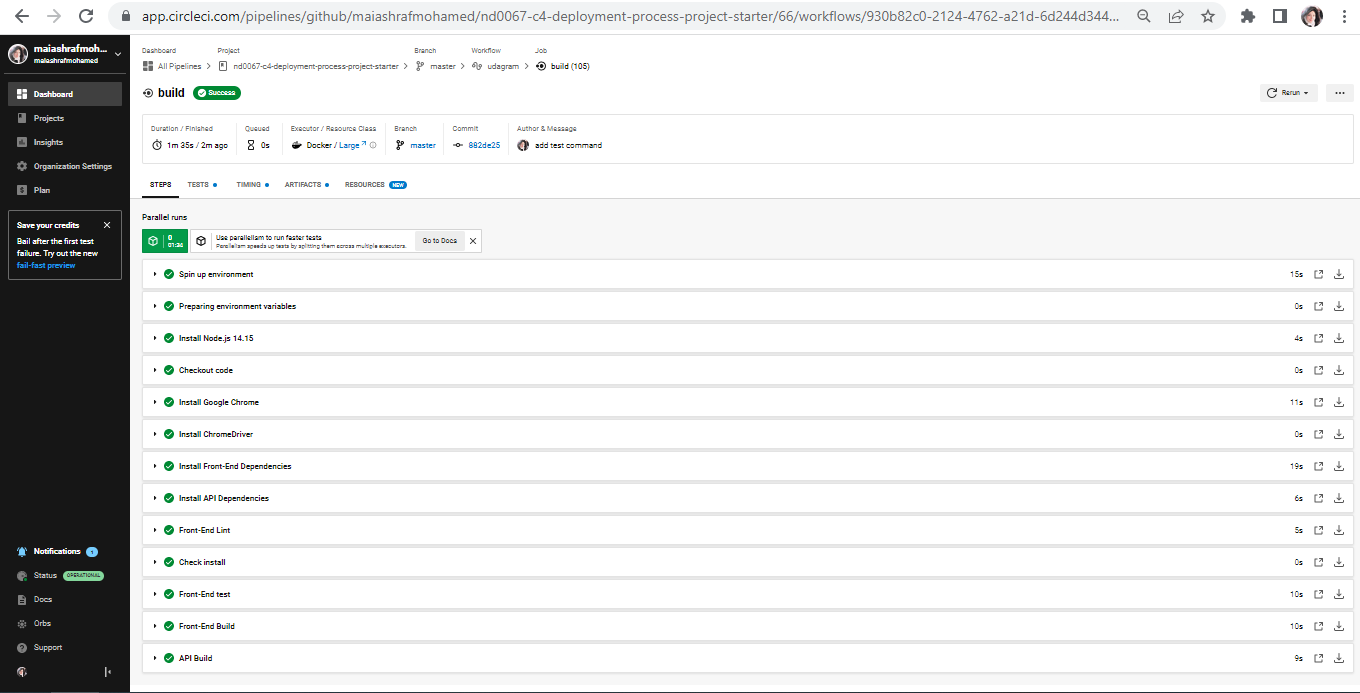 app.circleci.com/pipelines/github/maiashrafmohamed/nd0067-c4-deployment-process-project-starter/66/workflows/930b82c0-2124-4762-a21d-6d244d344...
maiashrafmoh...
maiashrafmohamed
Dashboard
Projects
Insights
Organization Settings
Plan
Save your credits
Bail after the first test
failure. Try out the new
fail-fast preview
Notifications 1
Status OPERATIONAL
Docs
Orbs
Support
Dashboard Project Branch Workflow Job
All Pipelines nd0067-c4-deployment-process-project-starter master udagram build (105)
build Success
Rerun
Duration / Finished Queued Executor / Resource Class Branch Commit Author & Message
1m 35s / 2m ago 0s Docker / Large master 882de25 add test command
STEPS TESTS TIMING ARTIFACTS RESOURCES NEW
Parallel runs
0
01:34
Use parallelism to run faster tests
Parallelism speeds up tests by splitting them across multiple executors.
Go to Docs
Spin up environment 15s
Preparing environment variables 0s
Install Node.js 14.15 4s
Checkout code 0s
Install Google Chrome 11s
Install ChromeDriver 0s
Install Front-End Dependencies 19s
Install API Dependencies 6s
Front-End Lint 5s
Check install 0s
Front-End test 10s
Front-End Build 10s
API Build 9s